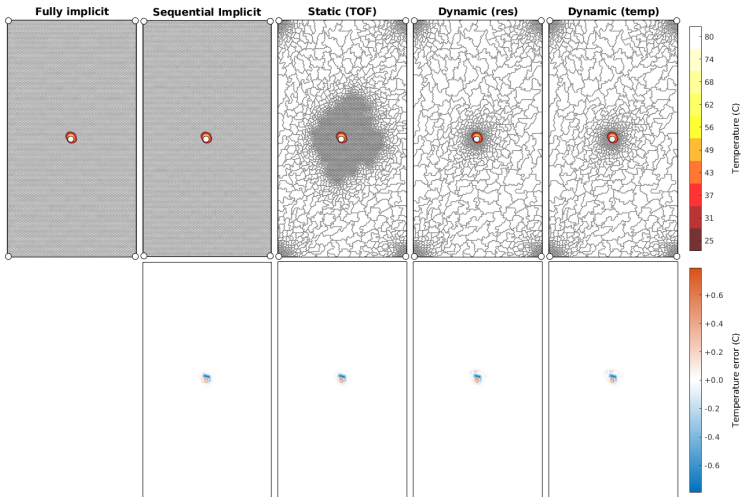 Fully implicit
Sequential Implicit
Static (TOF)
Dynamic (res)
Dynamic (temp)
80
74
68
62
56
49
43
37
31
25
Temperature (C)
+0.6
+0.4
+0.2
+0.0
-0.2
-0.4
-0.6
Temperature error (C)